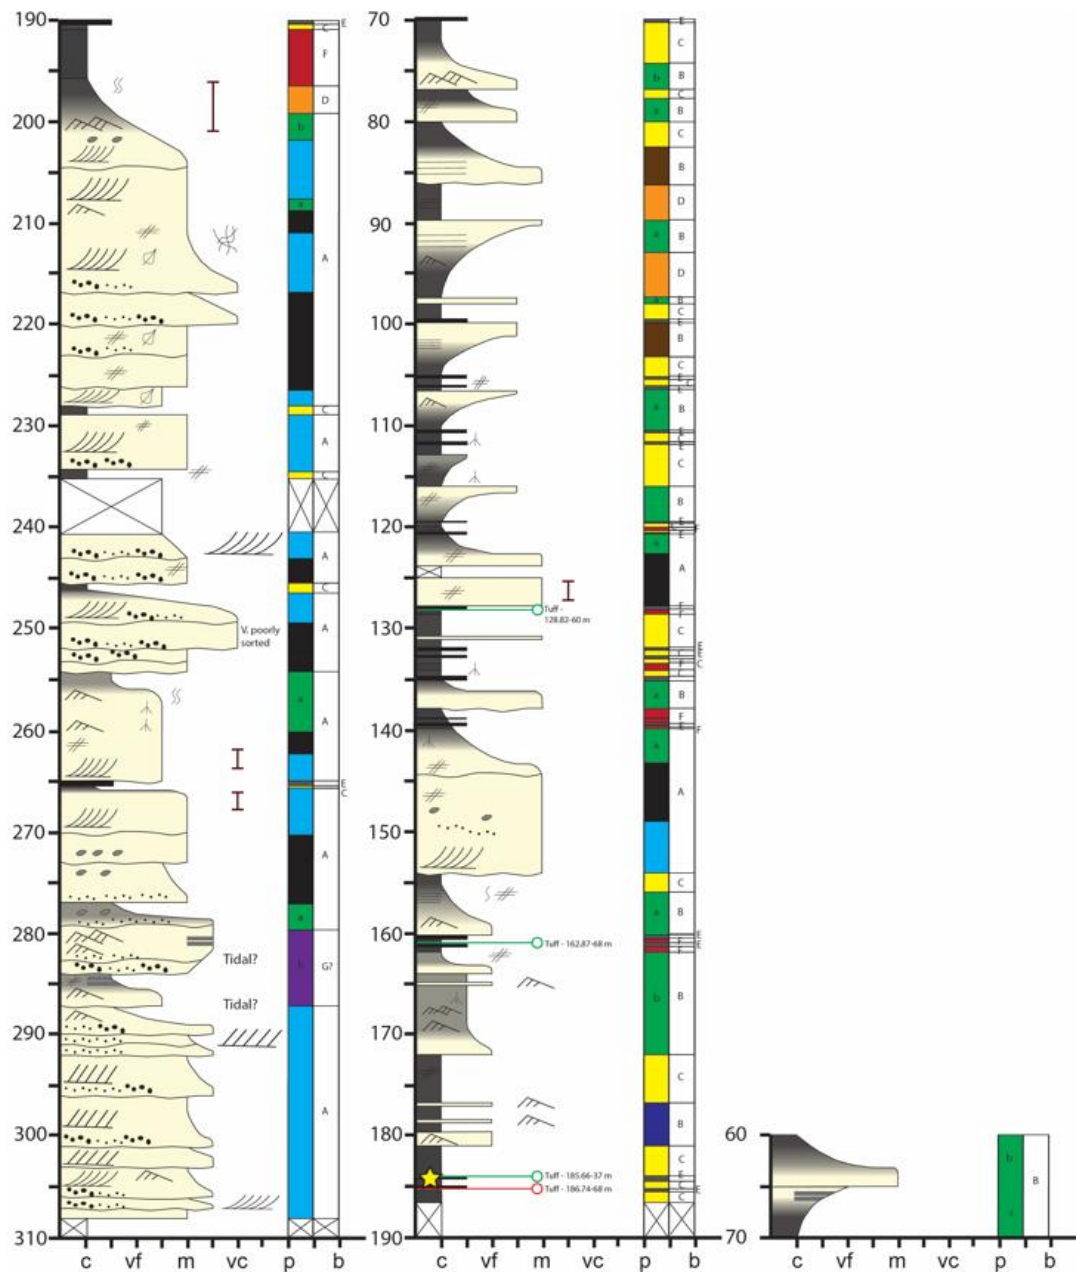 190
200
210
220
230
240
250
260
270
280
290
300
310
V. poorly
sorted
Tidal?
Tidal?
b
a
a
a
E
C
F
D
A
C
A
C
A
C
A
A
E
C
A
G?
A
c vf m vc p b
70
80
90
100
110
120
130
140
150
160
170
180
190
Tuff -
128.82-60 m
Tuff - 162.87-68 m
Tuff - 185.66-37 m
Tuff - 186.74-68 m
b
a
a
a
a
a
a
a
a
b
E
C
B
C
B
C
B
D
B
D
B
C
E
B
C
E
C
E
B
E
C
E
C
B
E
F
E
A
E
F
C
E
E
C
F
C
C
B
F
E
F
A
C
B
E
F
E
F
B
C
B
C
E
C
E
C
c vf m vc p b
60
70
b
a
B
c vf m vc p b